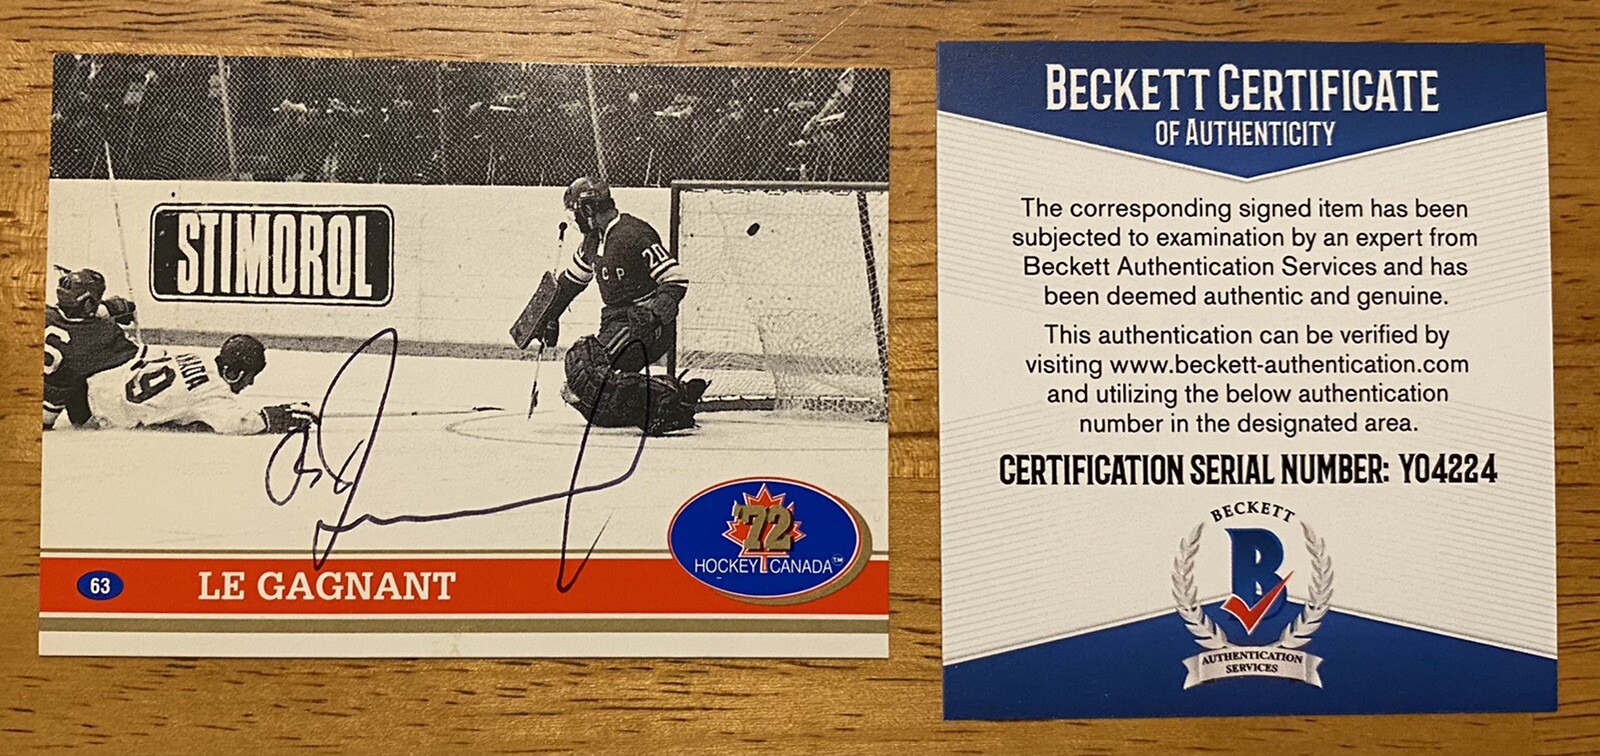 STIMOROL
20
CCP
6
19
'72
HOCKEY CANADA™
63
LE GAGNANT
BECKETT CERTIFICATE
OF AUTHENTICITY
The corresponding signed item has been
subjected to examination by an expert from
Beckett Authentication Services and has
been deemed authentic and genuine.
This authentication can be verified by
visiting www.beckett-authentication.com
and utilizing the below authentication
number in the designated area.
CERTIFICATION SERIAL NUMBER: Y04224
BECKETT
B
AUTHENTICATION
SERVICES